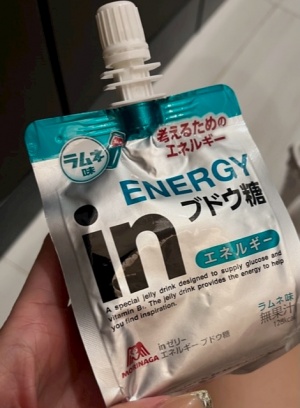 ラムネ
味
考えるための
エネルギー
ENERGY
in
ブドウ糖
エネルギー
A special jelly drink designed to supply glucose and
vitamin B. The jelly drink provides the energy to help
you find inspiration.
MORINAGA
inゼリー
エネルギー ブドウ糖
ラムネ味
無果汁